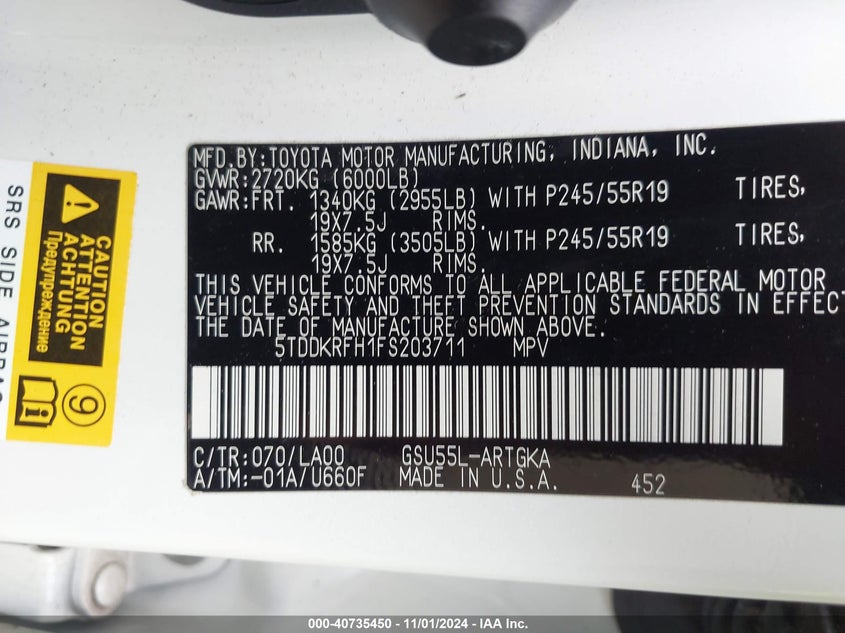 MFD.BY:TOYOTA MOTOR MANUFACTURING, INDIANA, INC.
GVWR:2720KG (6000LB)
GAWR:FRT. 1340KG (2955LB) WITH P245/55R19 TIRES,
19X7.5J RIMS.
RR. 1585KG (3505LB) WITH P245/55R19 TIRES,
19X7.5J RIMS.
THIS VEHICLE CONFORMS TO ALL APPLICABLE FEDERAL MOTOR
VEHICLE SAFETY AND THEFT PREVENTION STANDARDS IN EFFECT
THE DATE OF MANUFACTURE SHOWN ABOVE.
5TDDKRFH1FS203711 MPV
C/TR:070/LA00 GSU55L-ARTGKA
A/TM:-01A/U660F MADE IN U.S.A. 452
SRS SIDE
CAUTION
ATTENTION
ACHTUNG
Предупреждение
9
000-40735450 - 11/01/2024 - IAA Inc.